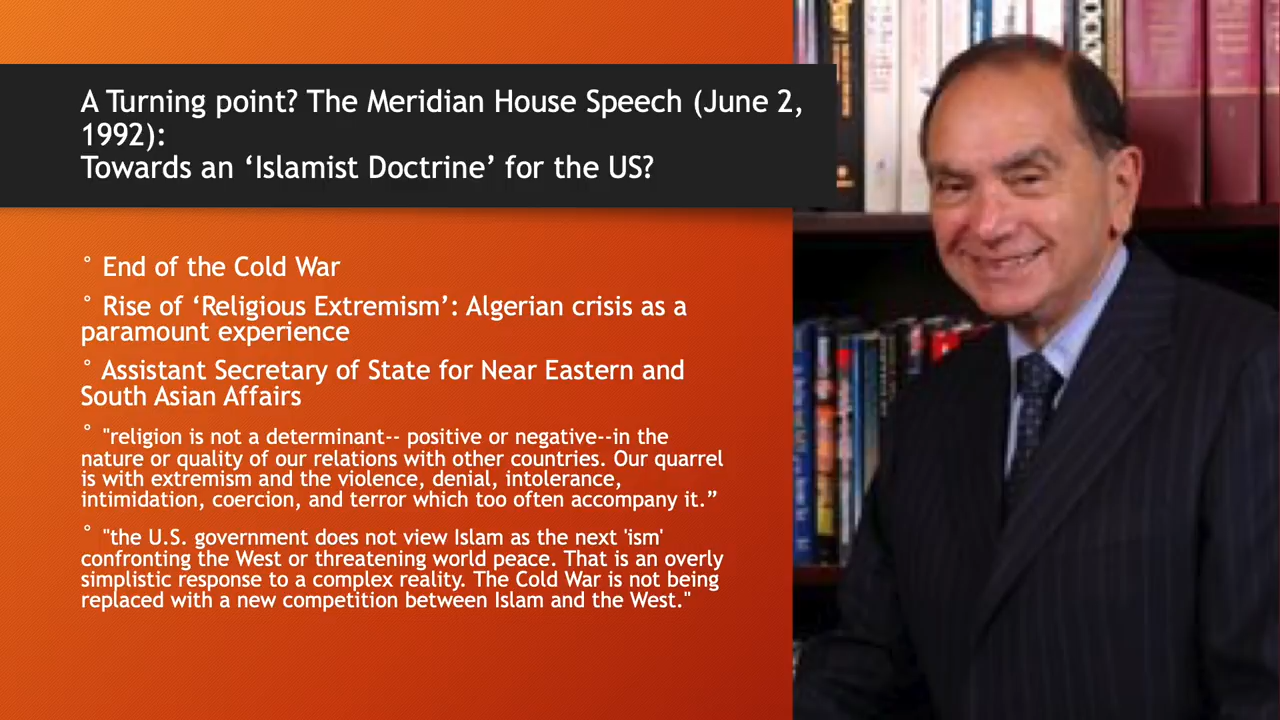 A Turning point? The Meridian House Speech (June 2,
1992):
Towards an ‘Islamist Doctrine’ for the US?
° End of the Cold War
° Rise of ‘Religious Extremism’: Algerian crisis as a
paramount experience
° Assistant Secretary of State for Near Eastern and
South Asian Affairs
° "religion is not a determinant-- positive or negative--in the
nature or quality of our relations with other countries. Our quarrel
is with extremism and the violence, denial, intolerance,
intimidation, coercion, and terror which too often accompany it.”
° "the U.S. government does not view Islam as the next 'ism'
confronting the West or threatening world peace. That is an overly
simplistic response to a complex reality. The Cold War is not being
replaced with a new competition between Islam and the West."